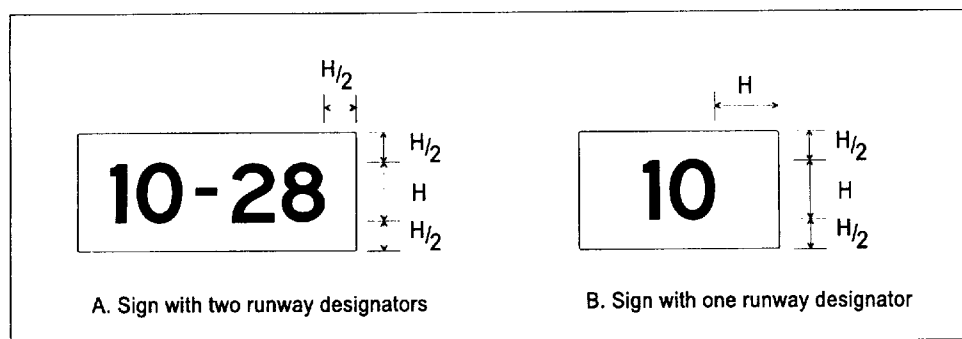 H/2
H
H/2
H
H/2
10-28
H/2
H
H/2
10
A. Sign with two runway designators
B. Sign with one runway designator